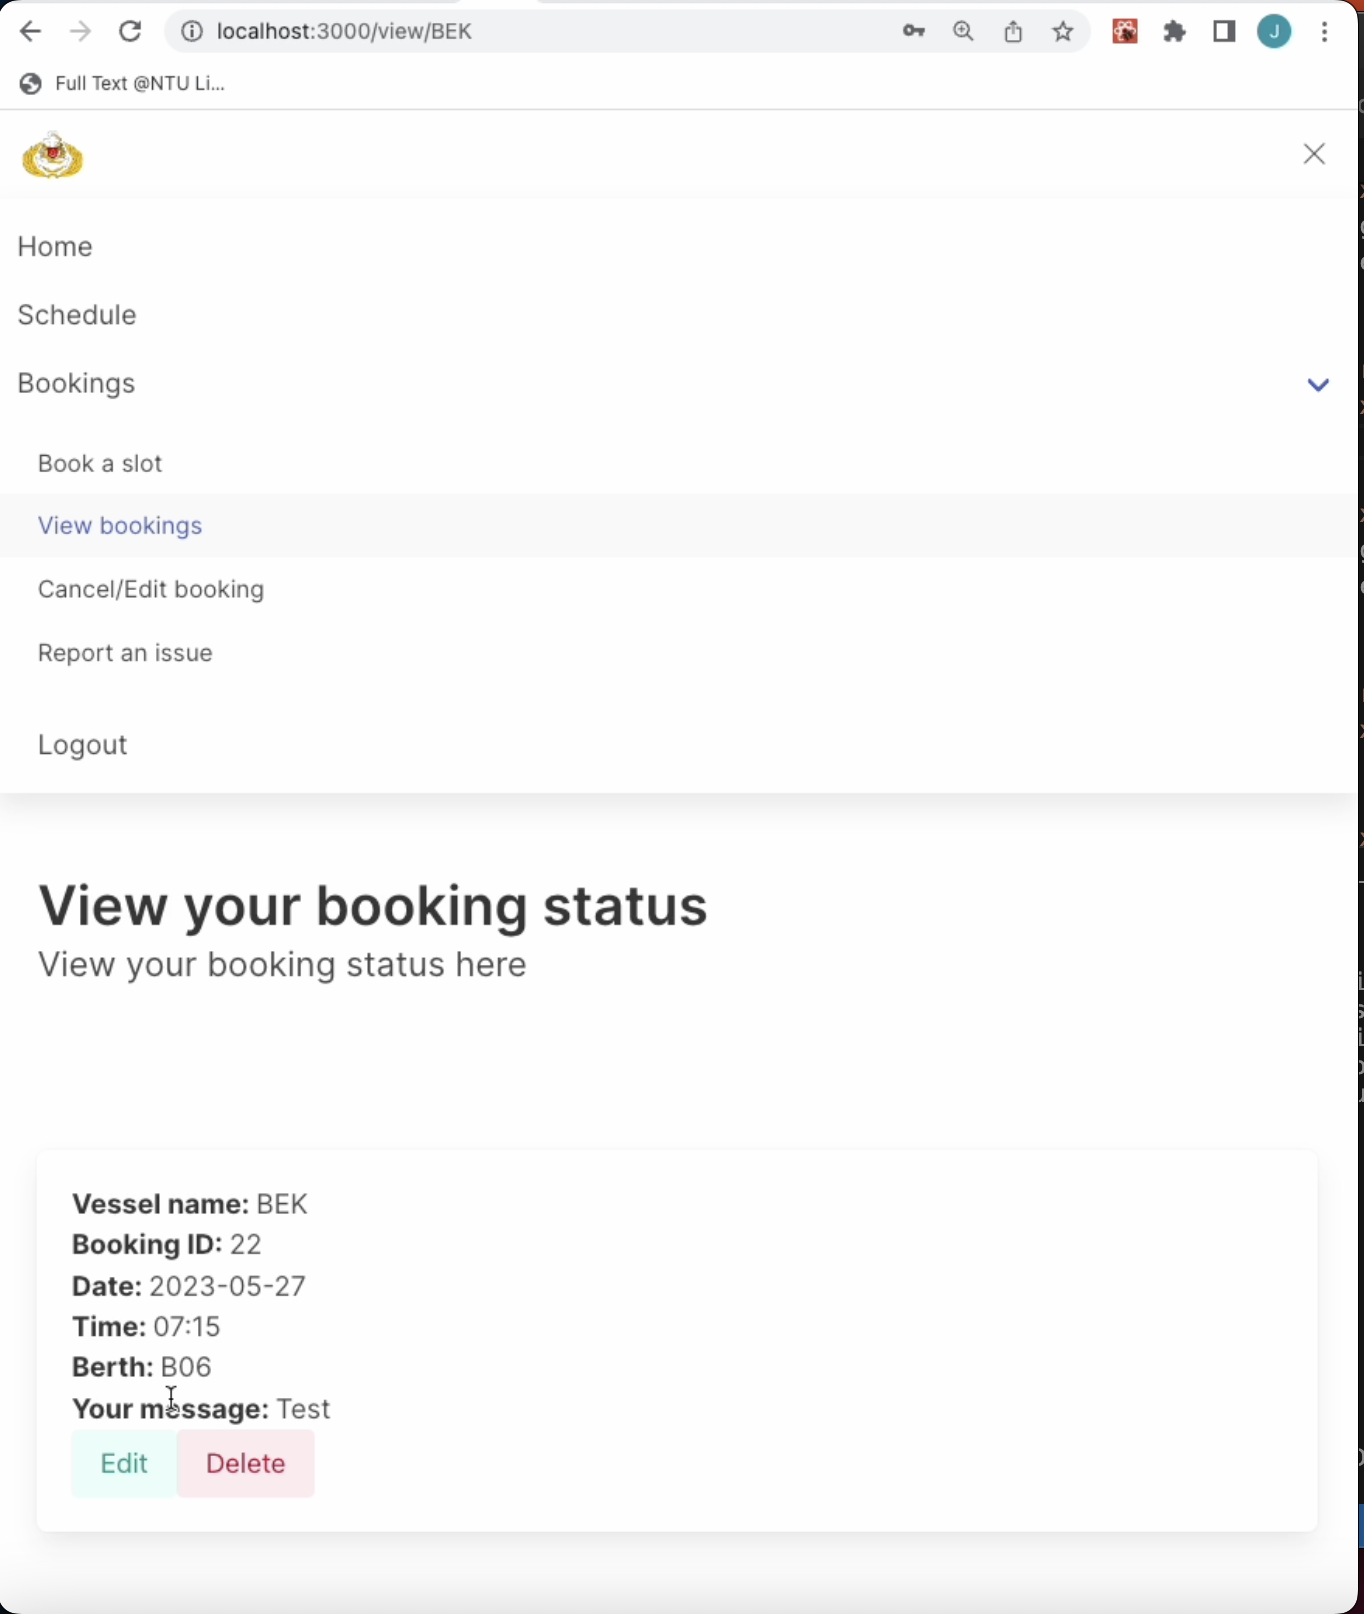 localhost:3000/view/BEK
J
Full Text @NTU Li...
Home
Schedule
Bookings
Book a slot
View bookings
Cancel/Edit booking
Report an issue
Logout
View your booking status
View your booking status here
Vessel name: BEK
Booking ID: 22
Date: 2023-05-27
Time: 07:15
Berth: B06
Your message: Test
Edit Delete